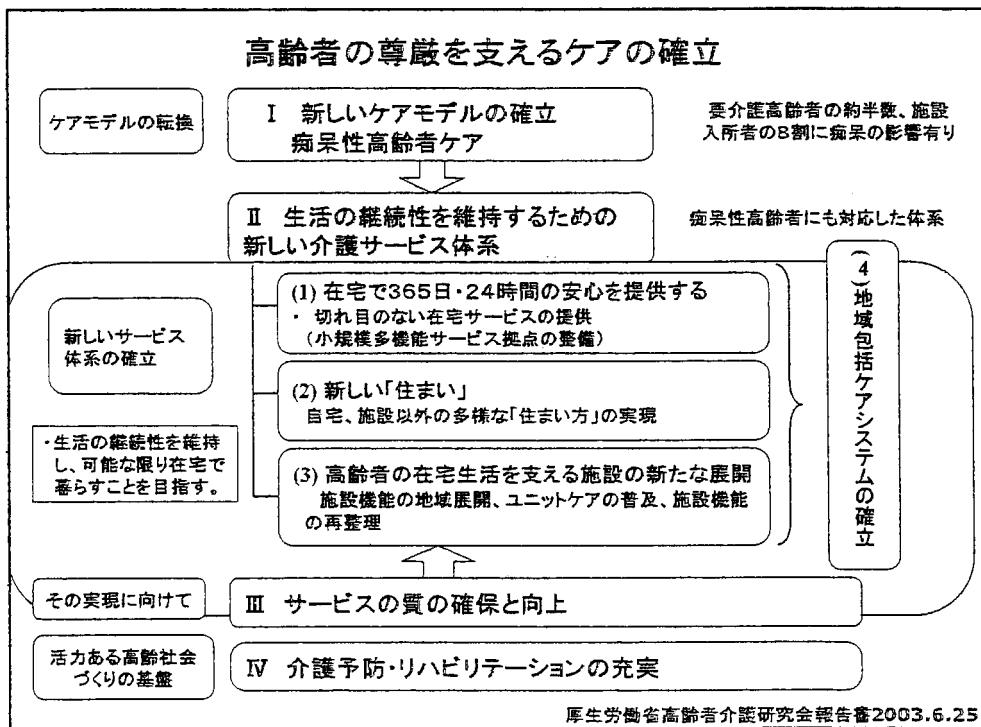 高齢者の尊厳を支えるケアの確立
ケアモデルの転換
Ⅰ 新しいケアモデルの確立
痴呆性高齢者ケア
要介護高齢者の約半数、施設
入所者の8割に痴呆の影響有り
Ⅱ 生活の継続性を維持するための
新しい介護サービス体系
痴呆性高齢者にも対応した体系
新しいサービス
体系の確立
・生活の継続性を維持
し、可能な限り在宅で
暮らすことを目指す。
(1) 在宅で365日・24時間の安心を提供する
・ 切れ目のない在宅サービスの提供
(小規模多機能サービス拠点の整備)
(2) 新しい「住まい」
自宅、施設以外の多様な「住まい方」の実現
(3) 高齢者の在宅生活を支える施設の新たな展開
施設機能の地域展開、ユニットケアの普及、施設機能
の再整理
(4)地域包括ケアシステムの確立
その実現に向けて
Ⅲ サービスの質の確保と向上
活力ある高齢社会
づくりの基盤
Ⅳ 介護予防・リハビリテーションの充実
厚生労働省高齢者介護研究会報告書2003.6.25